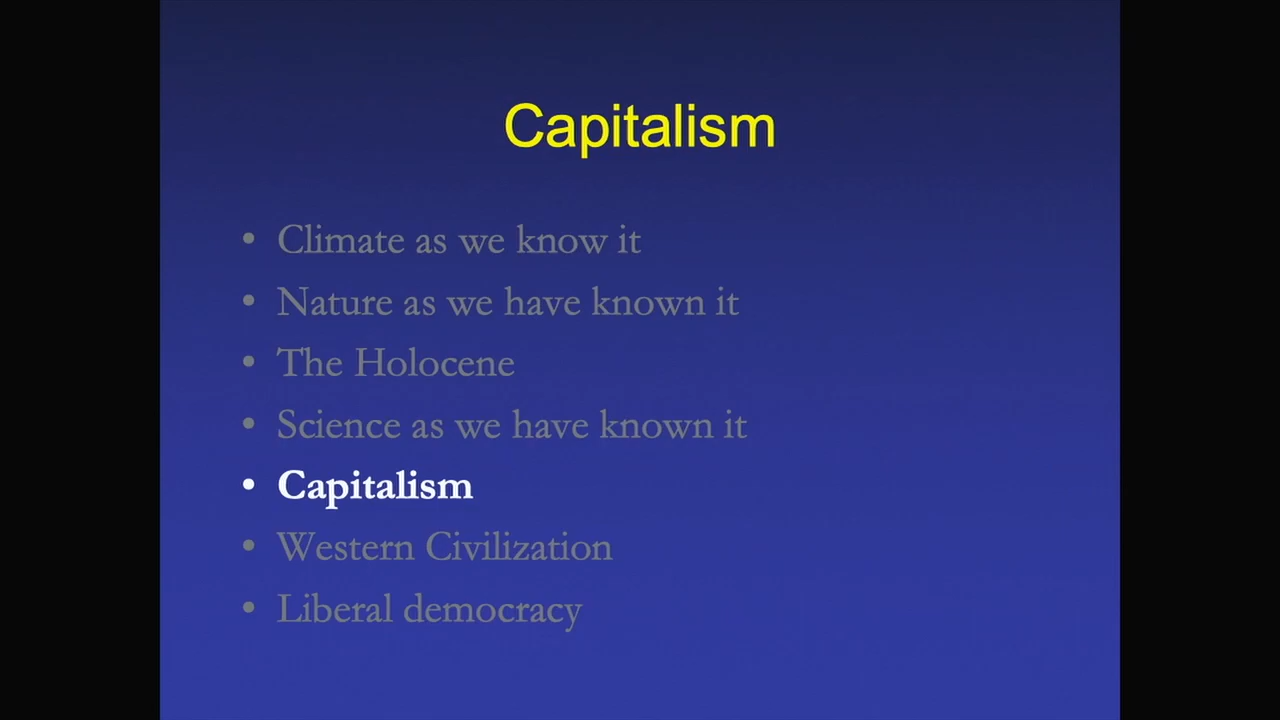 Capitalism
• Climate as we know it
• Nature as we have known it
• The Holocene
• Science as we have known it
• Capitalism
• Western Civilization
• Liberal democracy